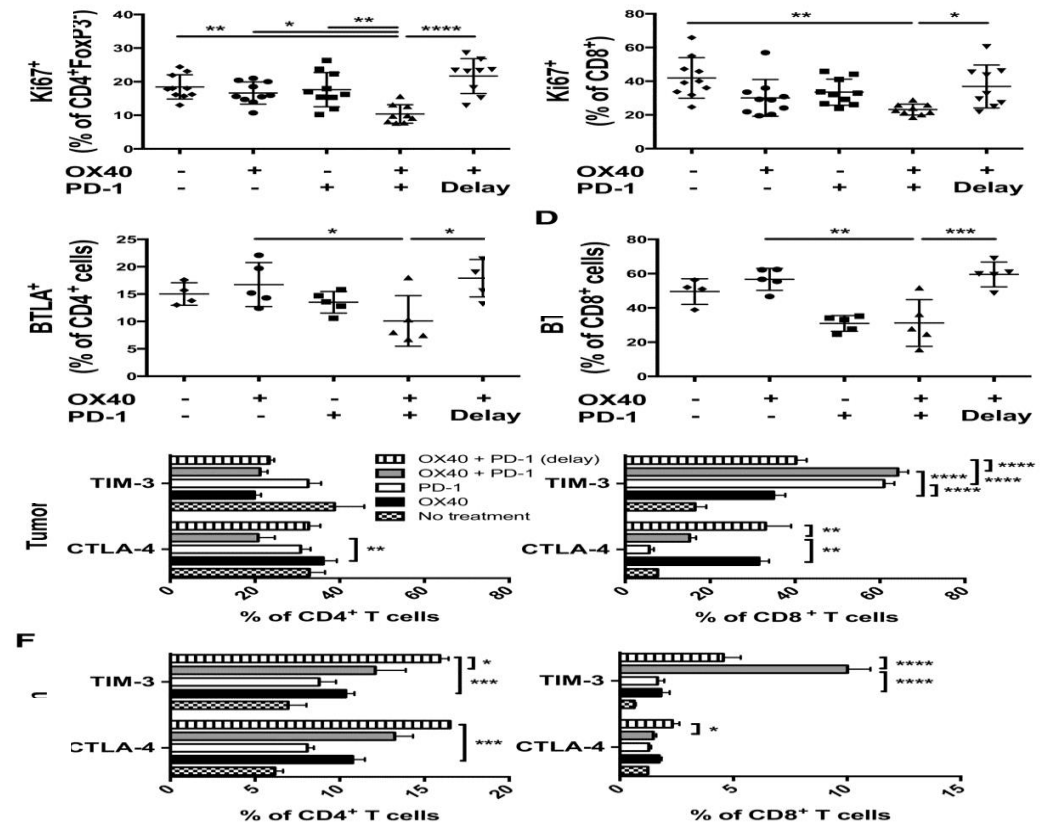 ** * ** ****
Ki67⁺
(% of CD4⁺FoxP3⁻)
40
30
20
10
0
OX40 - + - + +
PD-1 - - + + Delay
** *
Ki67⁺
(% of CD8⁺)
80
60
40
20
0
OX40 - + - + +
PD-1 - - + + Delay
* *
BTLA⁺
(% of CD4⁺ cells)
25
20
15
10
5
0
OX40 - + - + +
PD-1 - - + + Delay
D
** ***
(% of CD8⁺ cells)
80
60
40
20
0
OX40 - + - + +
PD-1 - - + + Delay
Tumor
TIM-3
CTLA-4
OX40 + PD-1 (delay)
OX40 + PD-1
PD-1
OX40
No treatment
**
0 20 40 60 80
% of CD4⁺ T cells
TIM-3
CTLA-4
****
****
****
****
**
**
0 20 40 60 80
% of CD8⁺ T cells
F
TIM-3
CTLA-4
*
***
***
0 5 10 15 20
% of CD4⁺ T cells
TIM-3
CTLA-4
****
****
*
0 5 10 15
% of CD8⁺ T cells